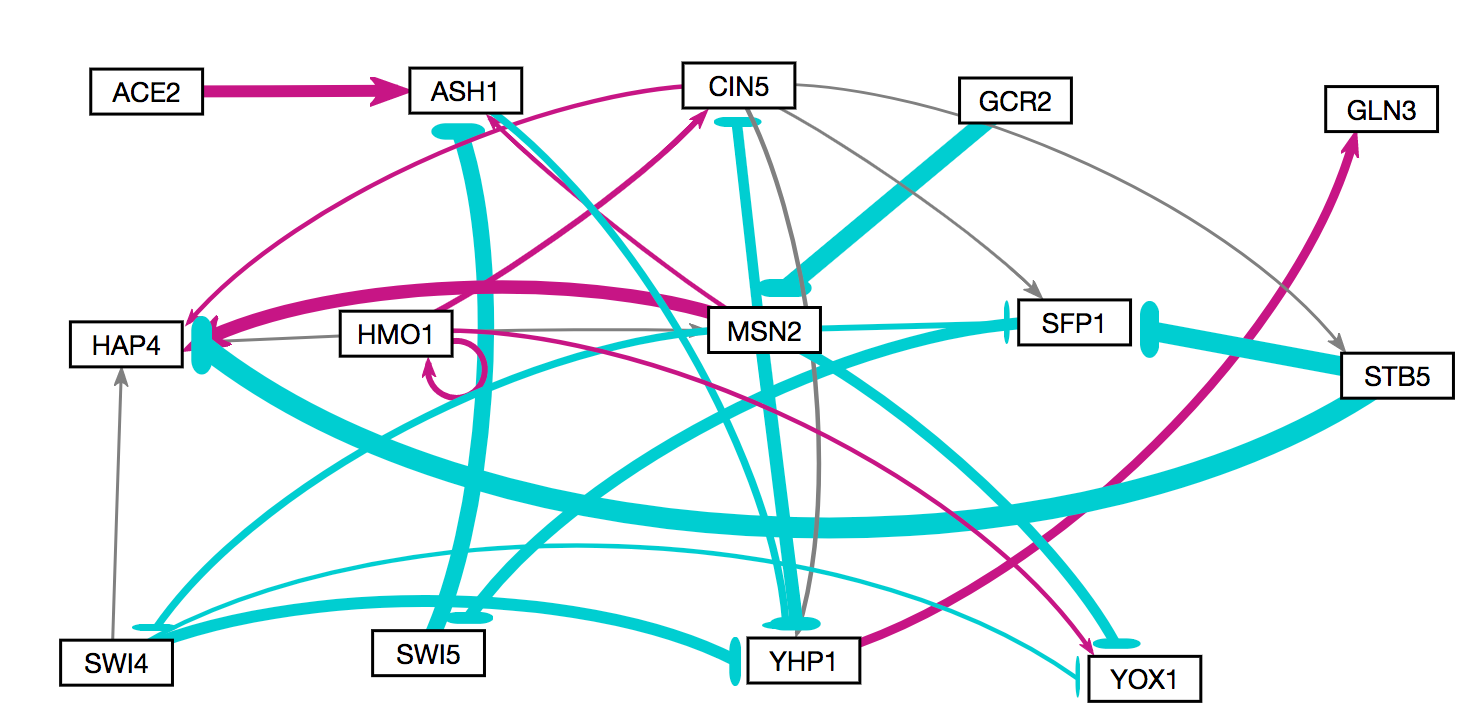 ACE2
ASH1
CIN5
GCR2
GLN3
HAP4
HMO1
MSN2
SFP1
STB5
SWI4
SWI5
YHP1
YOX1